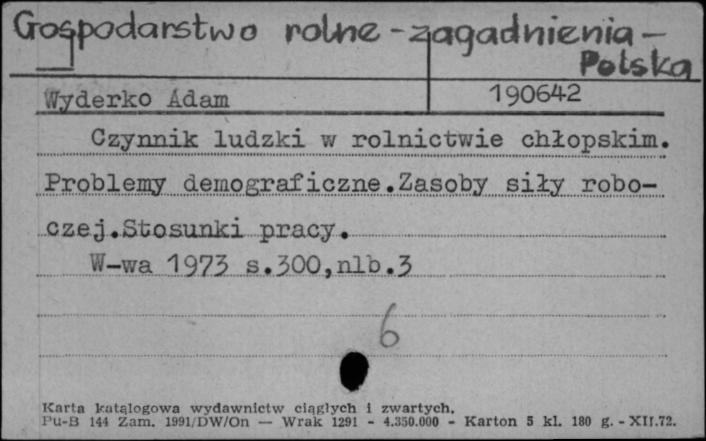 Gospodarstwo rolne - zagadnienia -
Polska
Wyderko Adam 190642
Czynnik ludzki w rolnictwie chłopskim.
Problemy demograficzne.Zasoby siły robo-
czej.Stosunki pracy.
W-wa 1973 s.300,nlb.3
6
Karta katalogowa wydawnictw ciągłych i zwartych.
Pu-B 144 Zam. 1991/DW/On — Wrak 1291 - 4.350.000 - Karton 5 kl. 180 g. - XII.72.